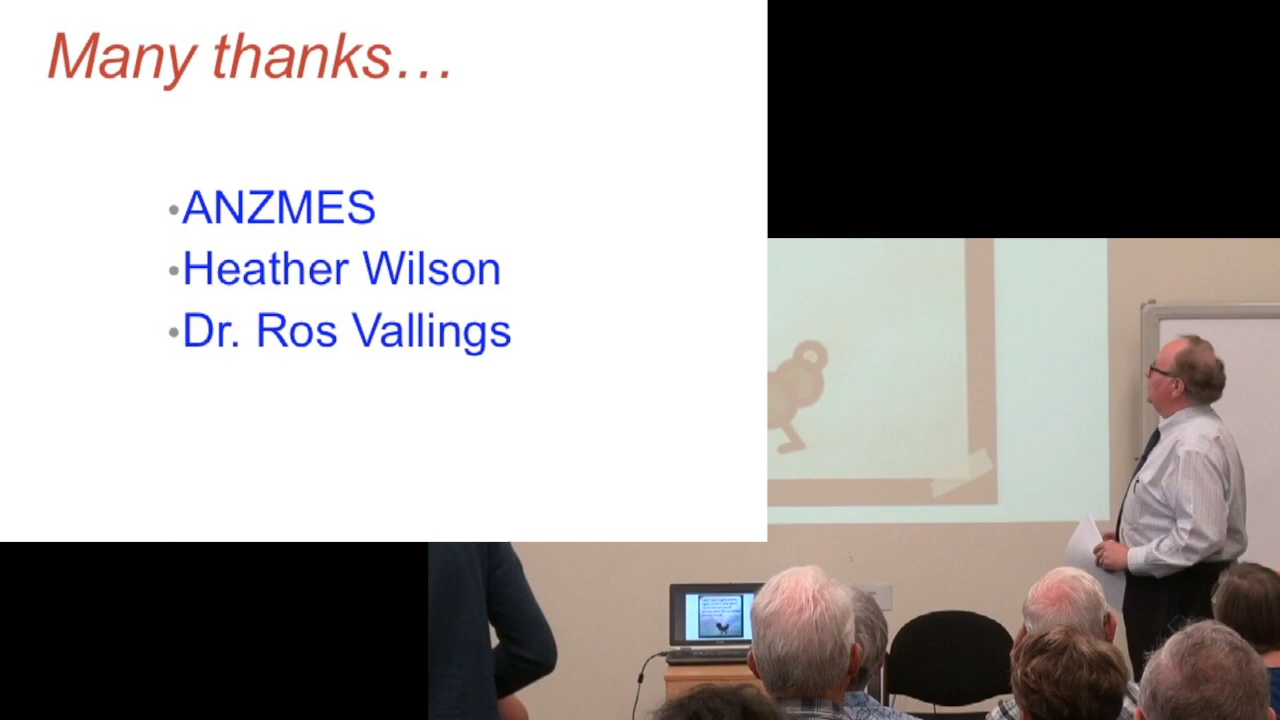 Many thanks…
•ANZMES
•Heather Wilson
•Dr. Ros Vallings